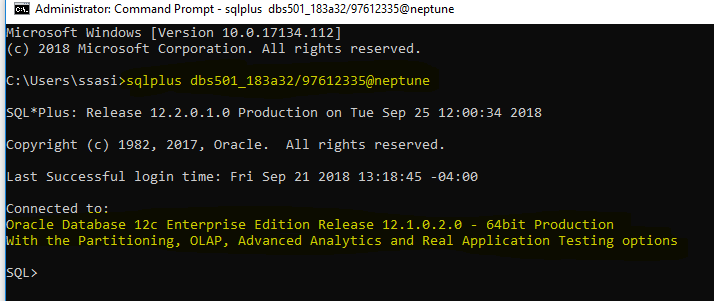 Administrator: Command Prompt - sqlplus dbs501_183a32/97612335@neptune
Microsoft Windows [Version 10.0.17134.112]
(c) 2018 Microsoft Corporation. All rights reserved.
C:\Users\ssasi>sqlplus dbs501_183a32/97612335@neptune
SQL*Plus: Release 12.2.0.1.0 Production on Tue Sep 25 12:00:34 2018
Copyright (c) 1982, 2017, Oracle.  All rights reserved.
Last Successful login time: Fri Sep 21 2018 13:18:45 -04:00
Connected to:
Oracle Database 12c Enterprise Edition Release 12.1.0.2.0 - 64bit Production
With the Partitioning, OLAP, Advanced Analytics and Real Application Testing options
SQL>